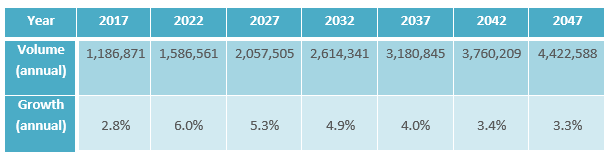 Year 2017 2022 2027 2032 2037 2042 2047
Volume (annual) 1,186,871 1,586,561 2,057,505 2,614,341 3,180,845 3,760,209 4,422,588
Growth (annual) 2.8% 6.0% 5.3% 4.9% 4.0% 3.4% 3.3%